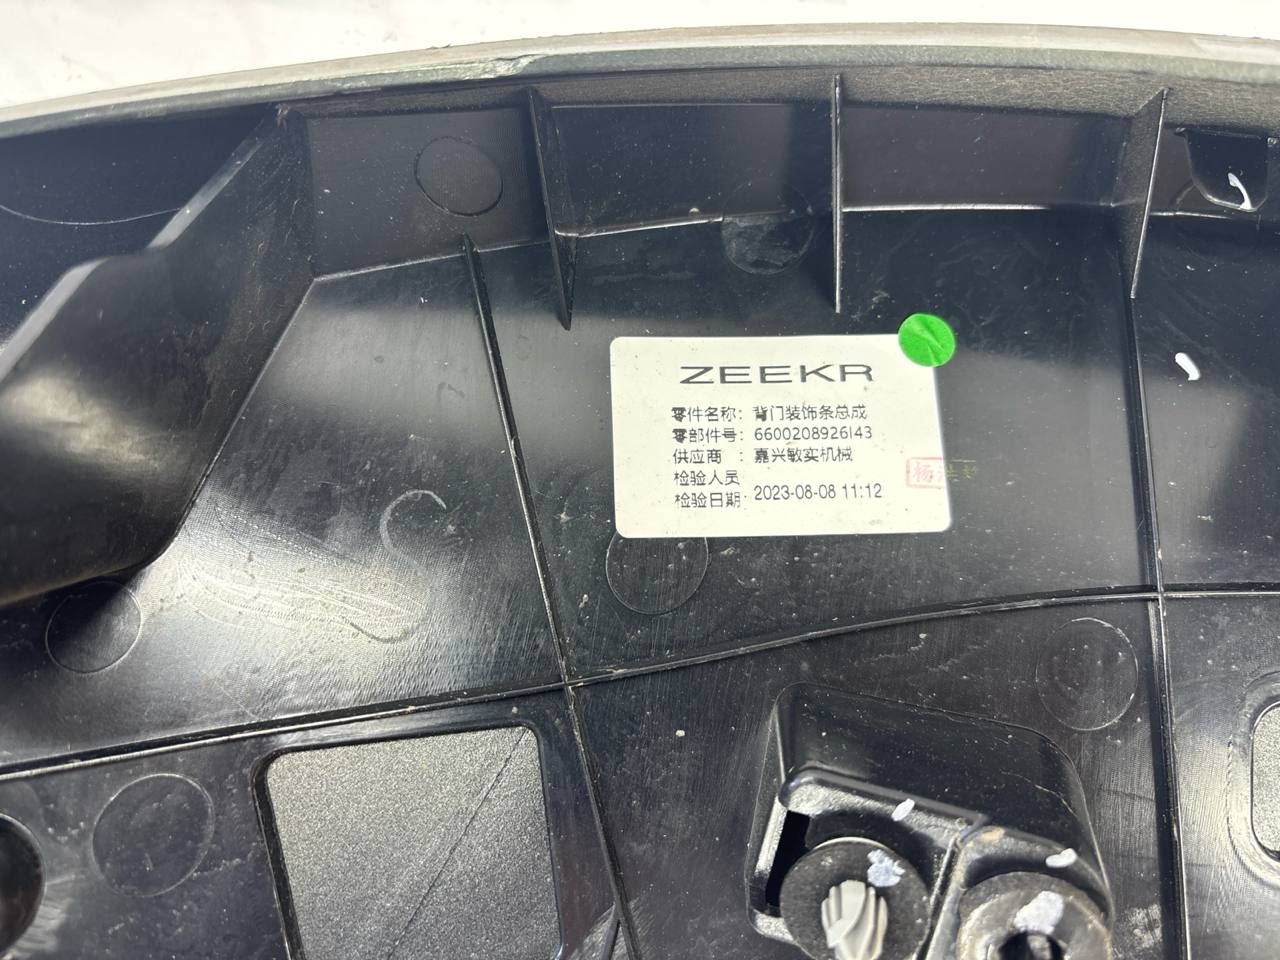 ZEEKR
零件名称：背门装饰条总成
零部件号：6600208926143
供应商 ：嘉兴敏实机械
检验人员
检验日期：2023-08-08 11:12
杨